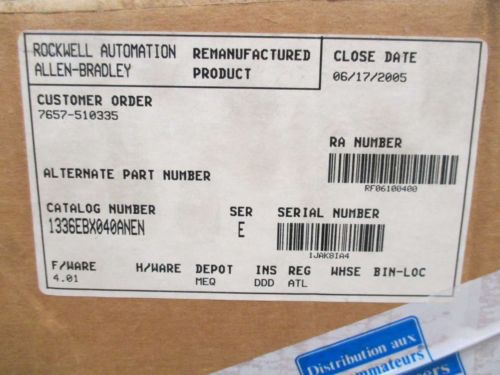 ROCKWELL AUTOMATION
ALLEN-BRADLEY
REMANUFACTURED
PRODUCT
CLOSE DATE
06/17/2005
CUSTOMER ORDER
7657-510335
RA NUMBER
RF06100400
ALTERNATE PART NUMBER
CATALOG NUMBER
1336EBX040ANEN
SER
E
SERIAL NUMBER
1JAK8IA4
F/WARE
4.01
H/WARE
DEPOT
MEQ
INS
DDD
REG
ATL
WHSE
BIN-LOC
Distribution aux